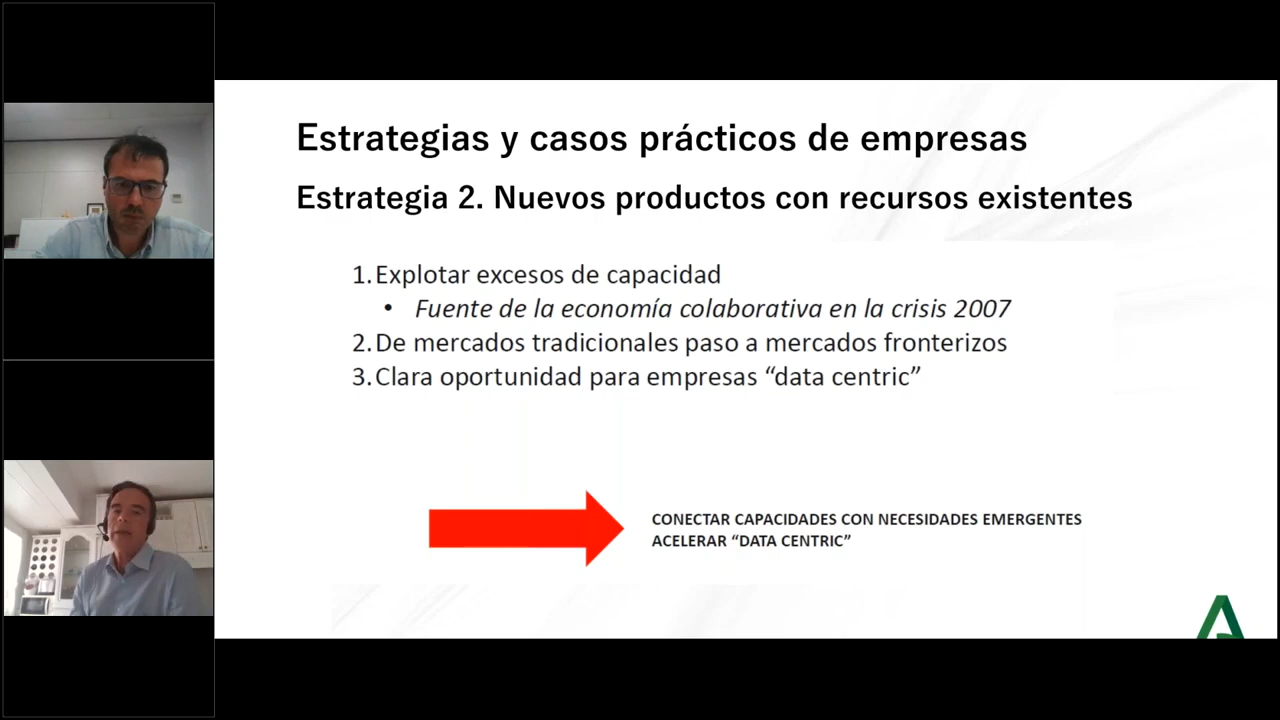 Estrategias y casos prácticos de empresas
Estrategia 2. Nuevos productos con recursos existentes
1. Explotar excesos de capacidad
• Fuente de la economía colaborativa en la crisis 2007
2. De mercados tradicionales paso a mercados fronterizos
3. Clara oportunidad para empresas “data centric”
CONECTAR CAPACIDADES CON NECESIDADES EMERGENTES
ACELERAR “DATA CENTRIC”